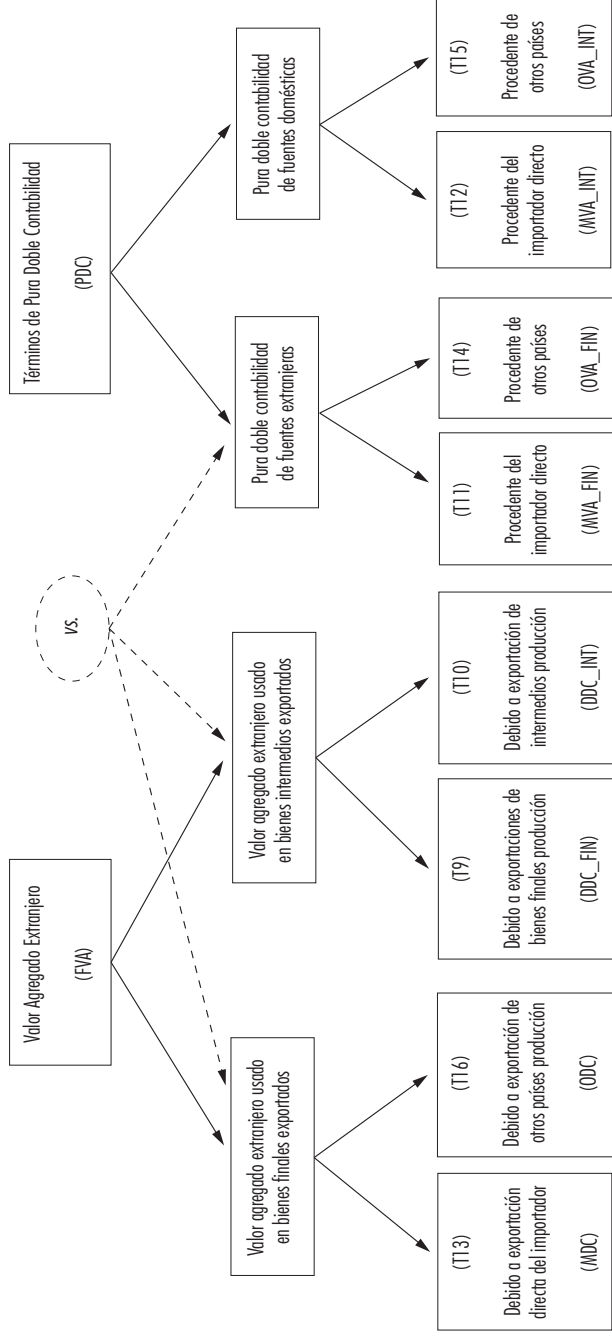 Valor Agregado Extranjero
(FVA)
vs.
Términos de Pura Doble Contabilidad
(PDC)
Valor agregado extranjero usado
en bienes finales exportados
Valor agregado extranjero usado
en bienes intermedios exportados
Pura doble contabilidad
de fuentes extranjeras
Pura doble contabilidad
de fuentes domésticas
(T13)
Debido a exportación
directa del importador
(MDC)
(T16)
Debido a exportación de
otros países producción
(ODC)
(T9)
Debido a exportaciones de
bienes finales producción
(DDC_FIN)
(T10)
Debido a exportación de
intermedios producción
(DDC_INT)
(T11)
Procedente del
importador directo
(MVA_FIN)
(T14)
Procedente de
otros países
(OVA_FIN)
(T12)
Procedente del
importador directo
(MVA_INT)
(T15)
Procedente de
otros países
(OVA_INT)